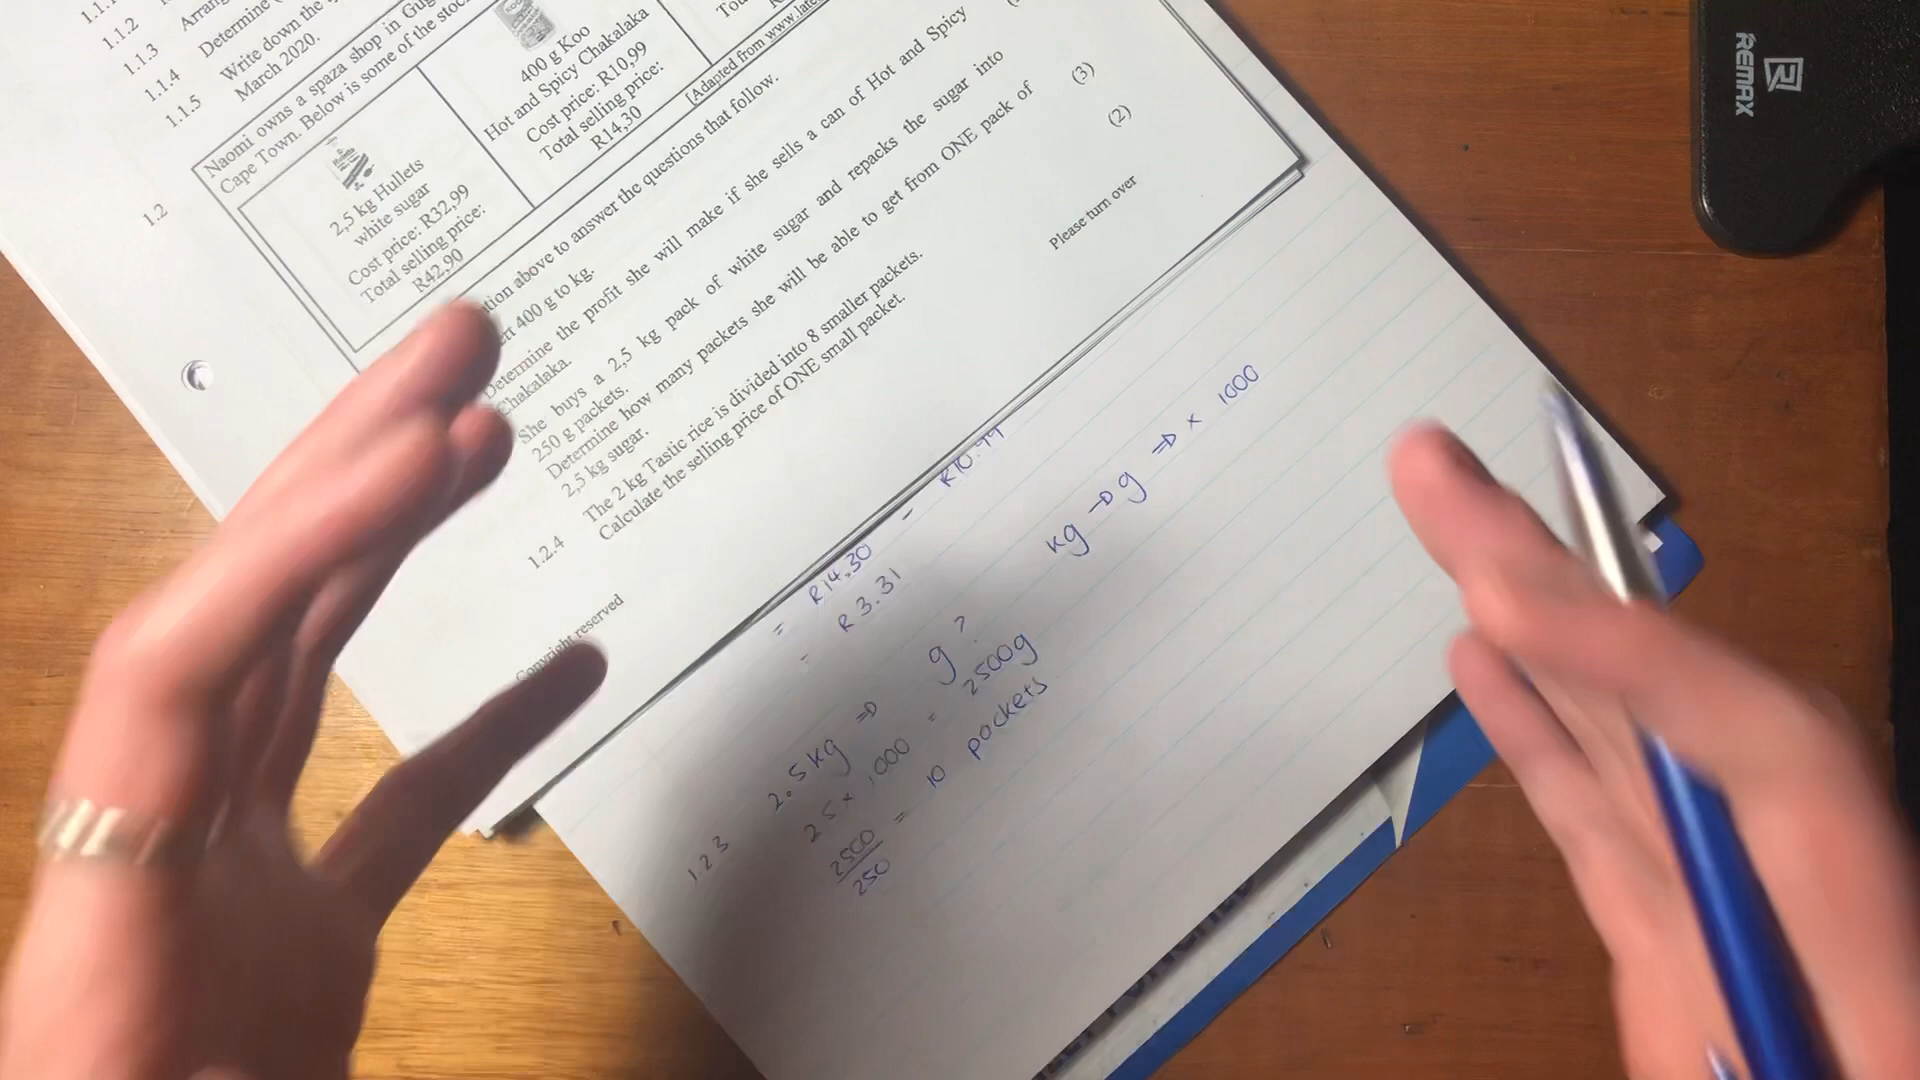 1.1.2
1.1.3
1.1.4 Determine
1.1.5 Write down the
March 2020.
1.2
Naomi owns a spaza shop in
Cape Town. Below is some of the
2,5 kg Hullets
white sugar
Cost price: R32,99
Total selling price:
R42,90
400 g Koo
Hot and Spicy Chakalaka
Cost price: R10,99
Total selling price:
R14,30
[Adapted from
above to answer the questions that follow.
400 g to kg.
Determine the profit she will make if she sells a can of Hot and Spicy
Chakalaka.
She buys a 2,5 kg pack of white sugar and repacks the sugar into
250 g packets.
Determine how many packets she will be able to get from ONE pack of
2,5 kg sugar.
(3)
1.2.4 The 2 kg Tastic rice is divided into 8 smaller packets.
Calculate the selling price of ONE small packet.
(2)
reserved
Please turn over
= R14.30 - R10.99
= R3.31
kg → g ⇒ × 1000
1.2.3 2.5kg ⇒ g?
2.5 × 1000 = 2500g
2500
250 = 10 packets
REMAX